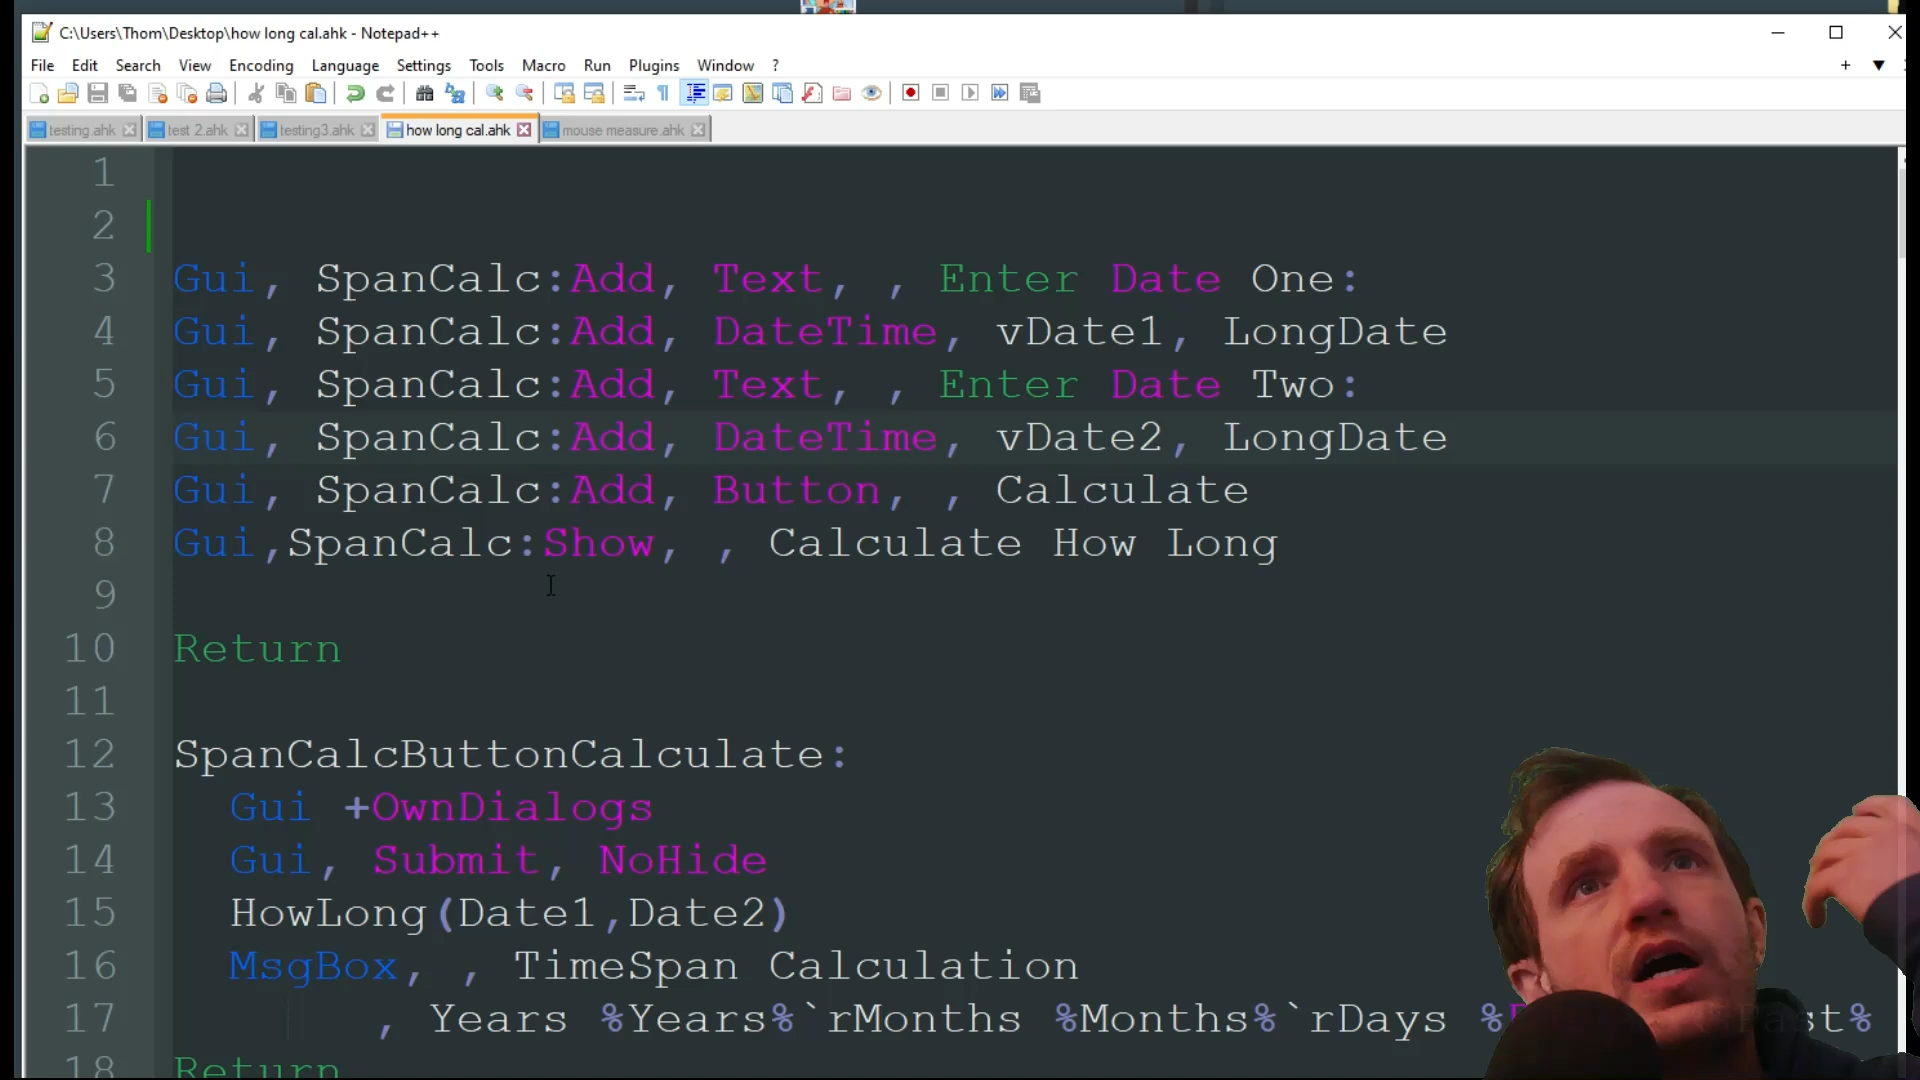 C:\Users\Thom\Desktop\how long cal.ahk - Notepad++
File Edit Search View Encoding Language Settings Tools Macro Run Plugins Window ?
testing.ahk test 2.ahk testing3.ahk how long cal.ahk mouse measure.ahk
1
2
3 Gui, SpanCalc:Add, Text, , Enter Date One:
4 Gui, SpanCalc:Add, DateTime, vDate1, LongDate
5 Gui, SpanCalc:Add, Text, , Enter Date Two:
6 Gui, SpanCalc:Add, DateTime, vDate2, LongDate
7 Gui, SpanCalc:Add, Button, , Calculate
8 Gui,SpanCalc:Show, , Calculate How Long
9
10 Return
11
12 SpanCalcButtonCalculate:
13 Gui +OwnDialogs
14 Gui, Submit, NoHide
15 HowLong(Date1,Date2)
16 MsgBox, , TimeSpan Calculation
17 , Years %Years%`rMonths %Months%`rDays
18 Return